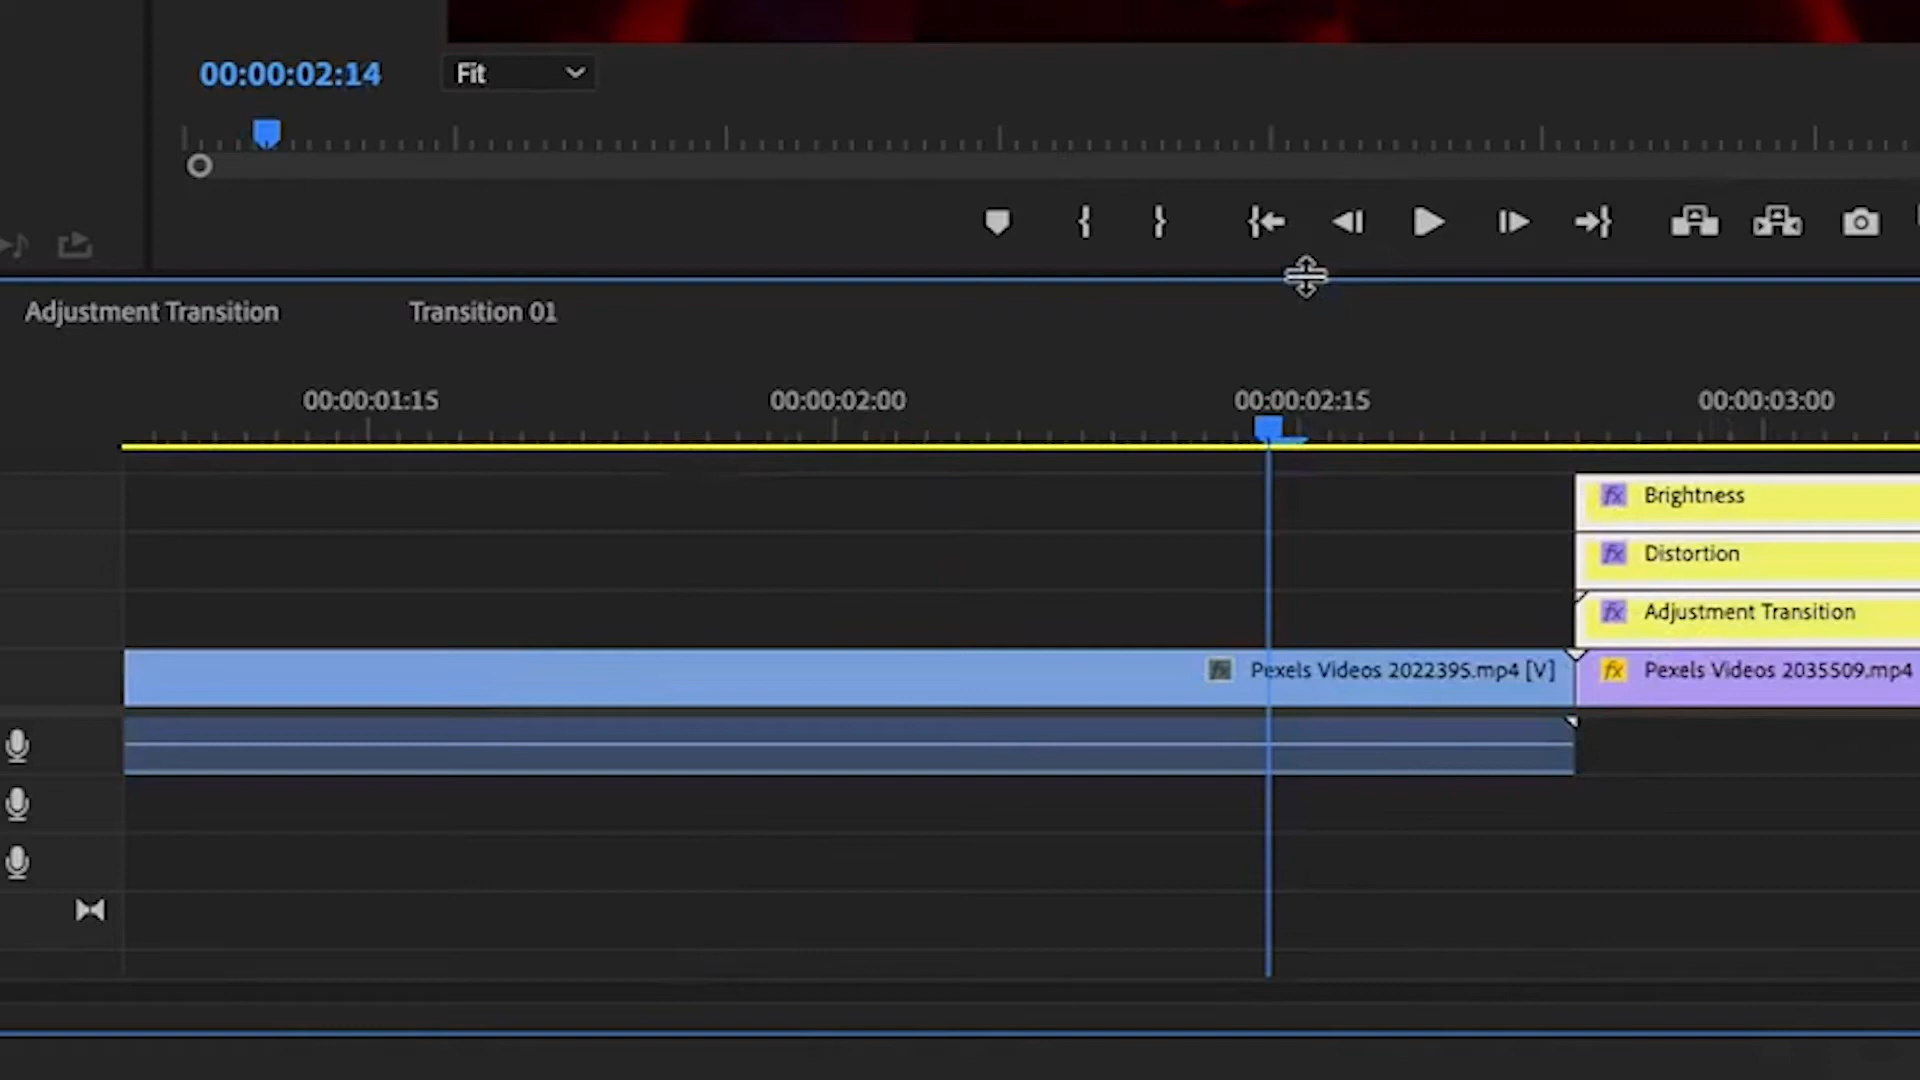 00:00:02:14
Fit
Adjustment Transition
Transition 01
00:00:01:15
00:00:02:00
00:00:02:15
00:00:03:00
fx Brightness
fx Distortion
fx Adjustment Transition
fx Pexels Videos 2022395.mp4 [V]
fx Pexels Videos 2035509.mp4